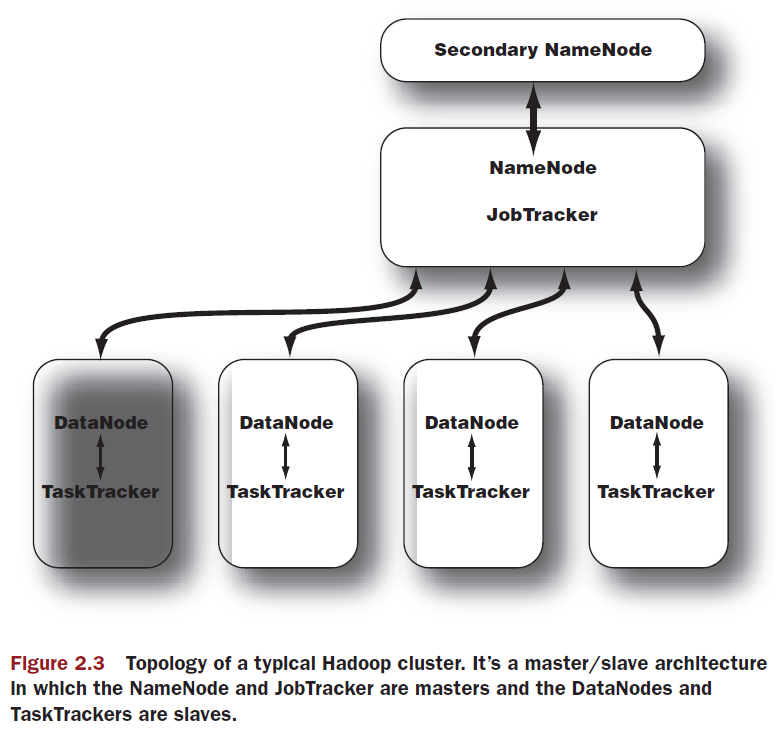 Secondary NameNode
NameNode
JobTracker
DataNode
DataNode
DataNode
DataNode
TaskTracker
TaskTracker
TaskTracker
TaskTracker
Figure 2.3 Topology of a typical Hadoop cluster. It’s a master/slave architecture
in which the NameNode and JobTracker are masters and the DataNodes and
TaskTrackers are slaves.